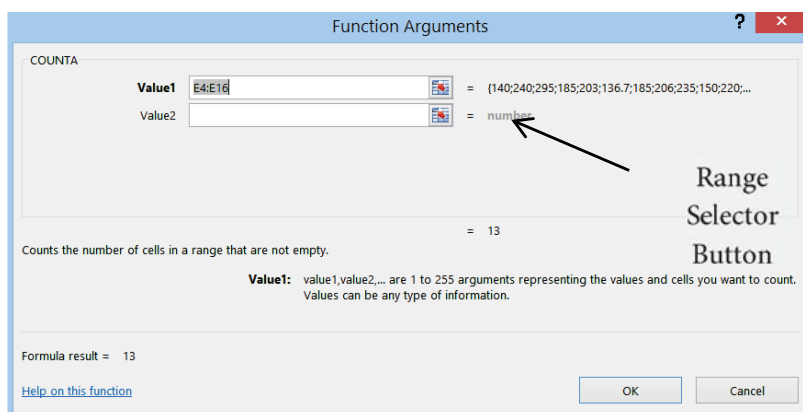 Function Arguments ?
COUNTA
Value1 E4:E16 = {140;240;295;185;203;136.7;185;206;235;150;220;...
Value2 = number
= 13
Range
Selector
Button
Counts the number of cells in a range that are not empty.
Value1: value1,value2,... are 1 to 255 arguments representing the values and cells you want to count.
Values can be any type of information.
Formula result = 13
Help on this function OK Cancel